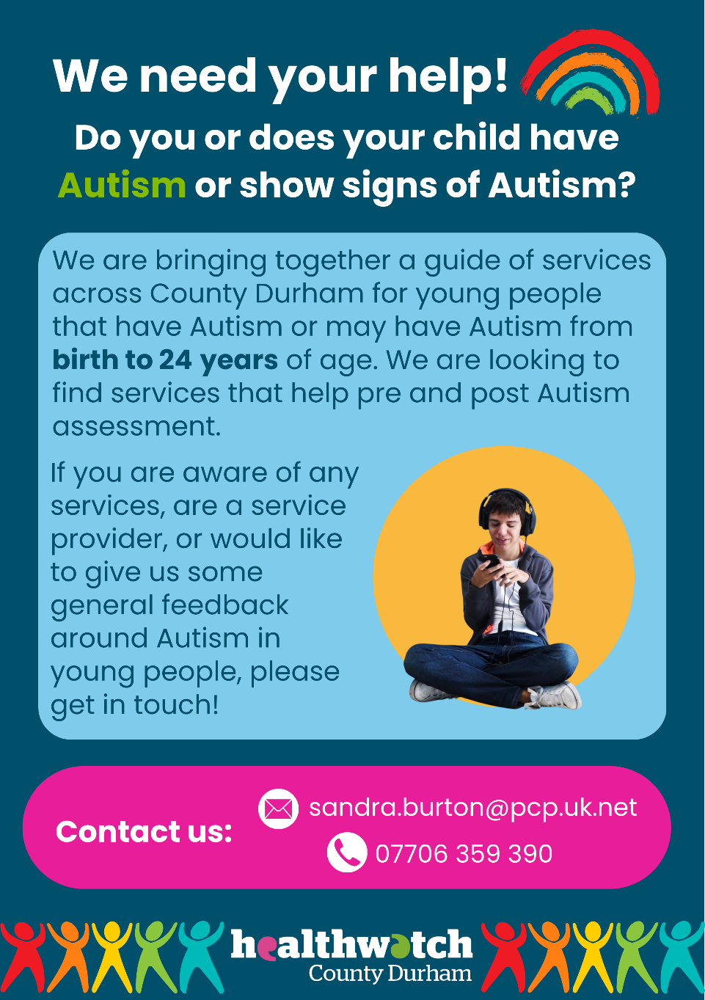 We need your help!
Do you or does your child have
Autism or show signs of Autism?
We are bringing together a guide of services
across County Durham for young people
that have Autism or may have Autism from
birth to 24 years of age. We are looking to
find services that help pre and post Autism
assessment.
If you are aware of any
services, are a service
provider, or would like
to give us some
general feedback
around Autism in
young people, please
get in touch!
Contact us:
sandra.burton@pcp.uk.net
07706 359 390
healthwatch
County Durham